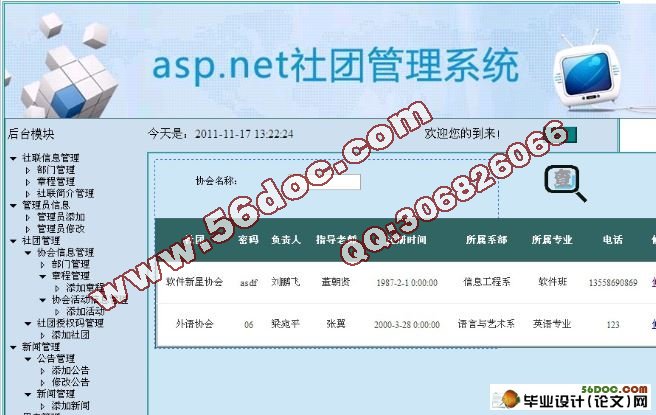 asp.net社团管理系统
后台模块
今天是：2011-11-17 13:22:24
欢迎您的到来！
社联信息管理
部门管理
章程管理
社联简介管理
管理员信息
管理员添加
管理员修改
社团管理
协会信息管理
部门管理
章程管理
添加章程
协会活动
添加活动
社团授权码管理
添加社团
新闻管理
公告管理
添加公告
修改公告
新闻管理
添加新闻
协会名称：
查
密码 负责人 指导老师 时间 所属系部 所属专业 电话
软件新星协会 asdf 刘鹏飞 董朝贤 1987-2-1 0:00:00 信息工程系 软件班 13558690869
外语协会 06 梁宛平 张翼 2000-3-28 0:00:00 语言与艺术系 英语专业 123
www.56doc.com
QQ:306826066
56DOC.COM
毕业设计(论文)网